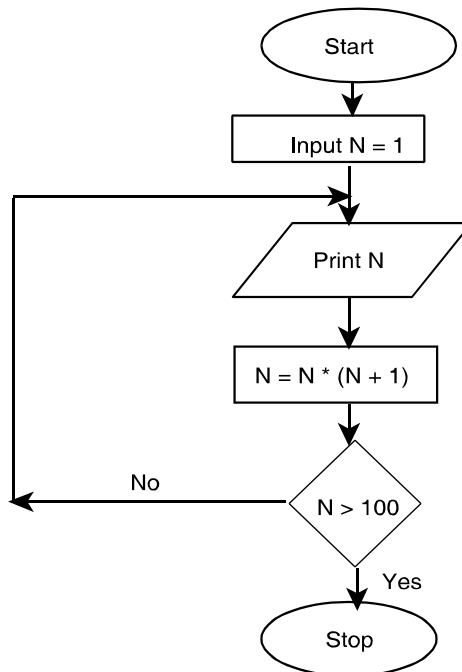 Start
Input N = 1
Print N
N = N * (N + 1)
No
N > 100
Yes
Stop